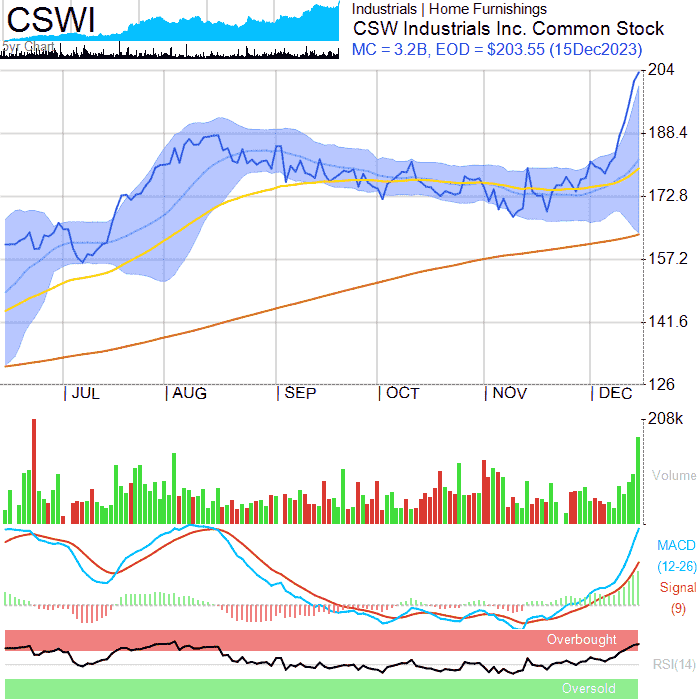 CSWI
5yr Chart
Industrials | Home Furnishings
CSW Industrials Inc. Common Stock
MC = 3.2B, EOD = $203.55 (15Dec2023)
204
188.4
172.8
157.2
141.6
126
JUL
AUG
SEP
OCT
NOV
DEC
208k
Volume
MACD
(12-26)
Signal
(9)
Overbought
RSI(14)
Oversold